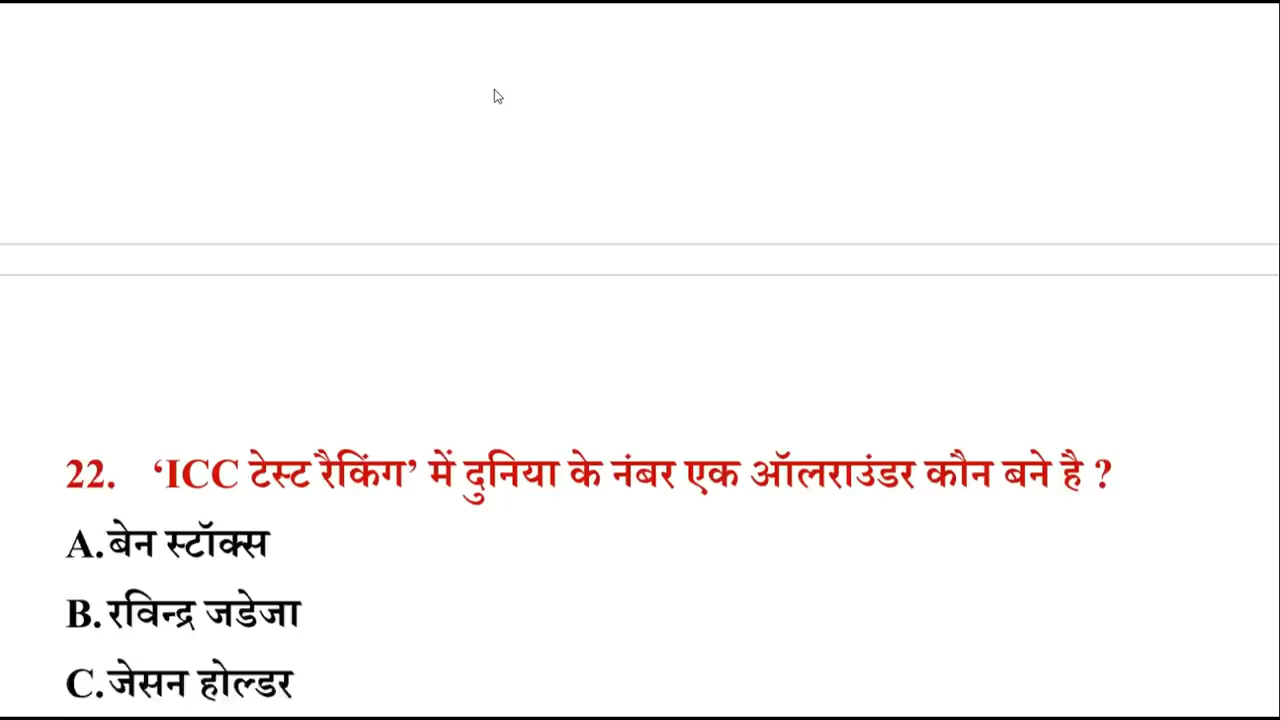 22. ‘ICC टेस्ट रैकिंग’ में दुनिया के नंबर एक ऑलराउंडर कौन बने है ?
A. बेन स्टॉक्स
B. रविन्द्र जडेजा
C. जेसन होल्डर